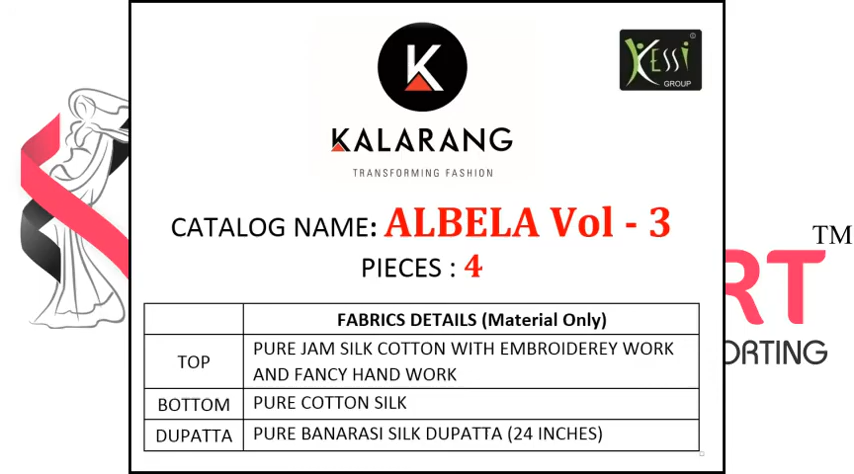 K
KESSI
GROUP
KALARANG
TRANSFORMING FASHION
CATALOG NAME: ALBELA Vol - 3
TM
PIECES : 4
RT
ORTING
FABRICS DETAILS (Material Only)
TOP
PURE JAM SILK COTTON WITH EMBROIDEREY WORK
AND FANCY HAND WORK
BOTTOM
PURE COTTON SILK
DUPATTA
PURE BANARASI SILK DUPATTA (24 INCHES)